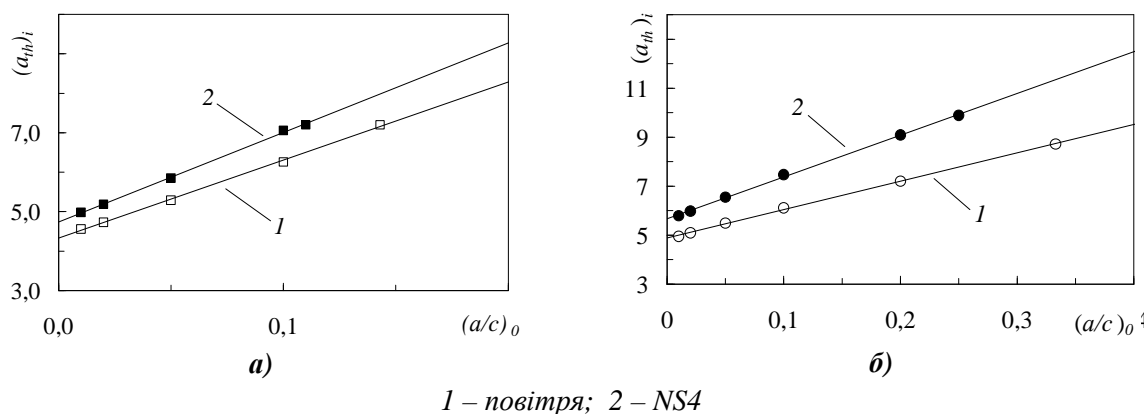 (a_th)_i
7,0
5,0
3,0
2
1
0,0 0,1 (a/c)_0
а)
(a_th)_i
11
9
7
5
3
2
1
0 0,1 0,2 0,3 (a/c)_0
б)
1 – повітря; 2 – NS4